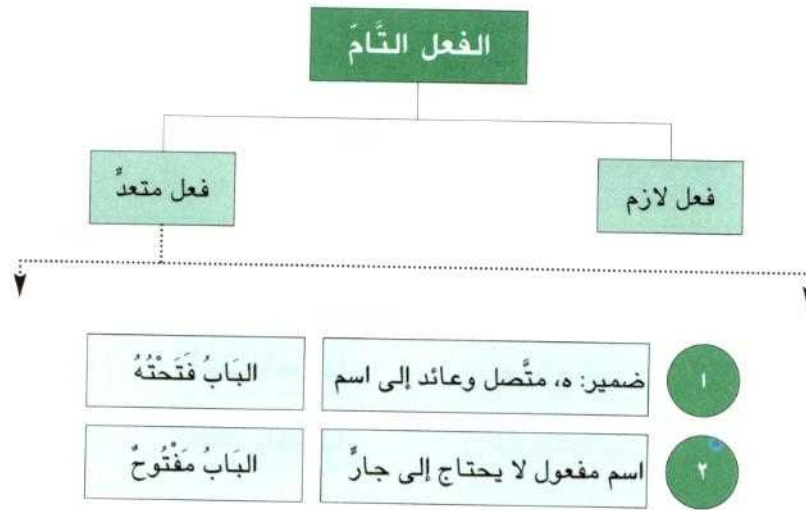 الفعل التَّامّ
فعل لازم
فعل متعدٍّ
١ ضمير: ه، متَّصل وعائد إلى اسم البَابُ فَتَحْتُهُ
٢ اسم مفعول لا يحتاج إلى جارٍّ البَابُ مَفْتُوحٌ